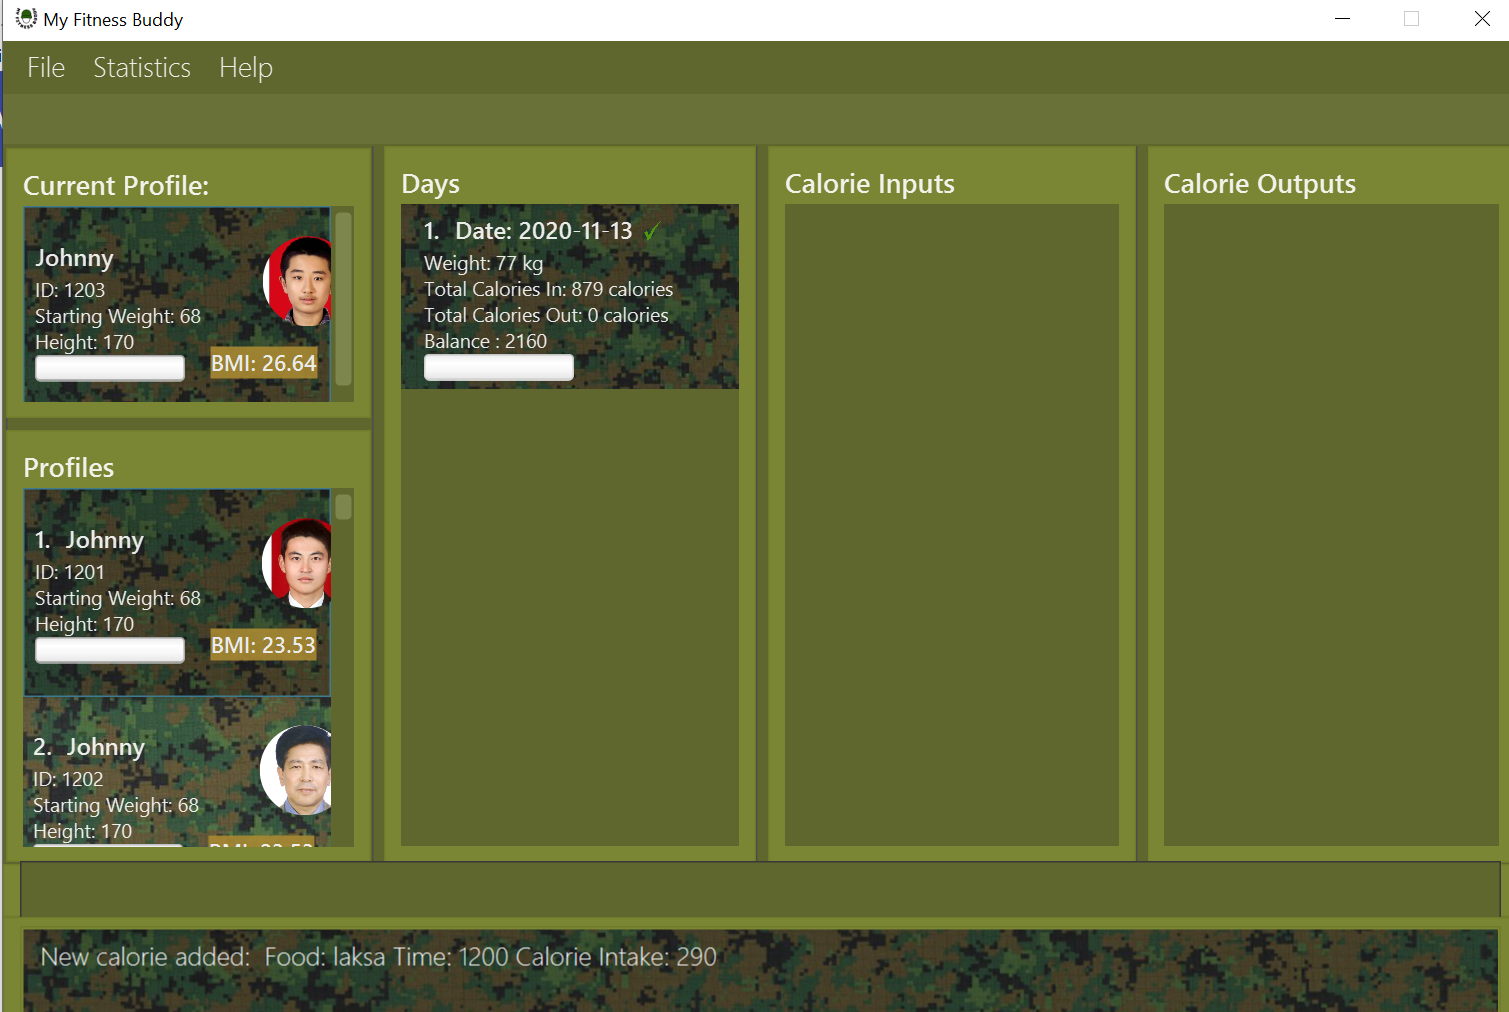 My Fitness Buddy
File Statistics Help
Current Profile:
Johnny
ID: 1203
Starting Weight: 68
Height: 170
BMI: 26.64
Profiles
1. Johnny
ID: 1201
Starting Weight: 68
Height: 170
BMI: 23.53
2. Johnny
ID: 1202
Starting Weight: 68
Height: 170
Days
1. Date: 2020-11-13 ✓
Weight: 77 kg
Total Calories In: 879 calories
Total Calories Out: 0 calories
Balance : 2160
Calorie Inputs
Calorie Outputs
New calorie added: Food: laksa Time: 1200 Calorie Intake: 290